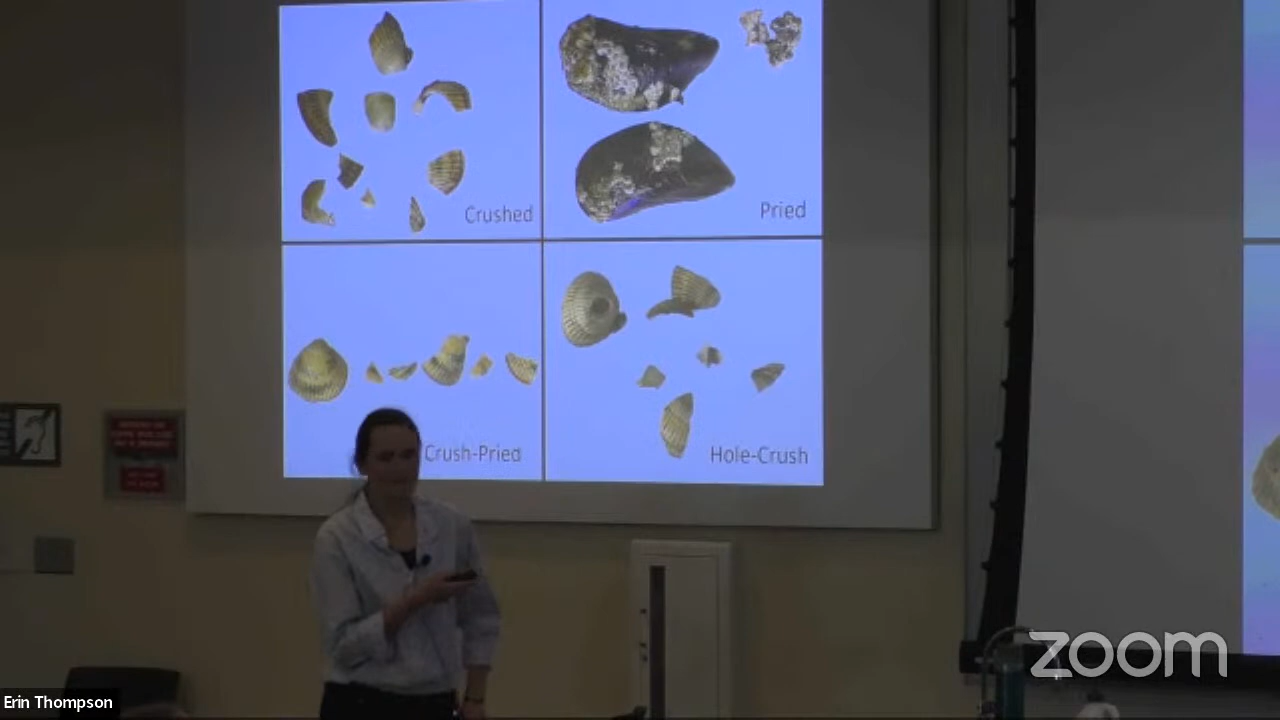 Crushed
Pried
Crush-Pried
Hole-Crush
Erin Thompson
zoom